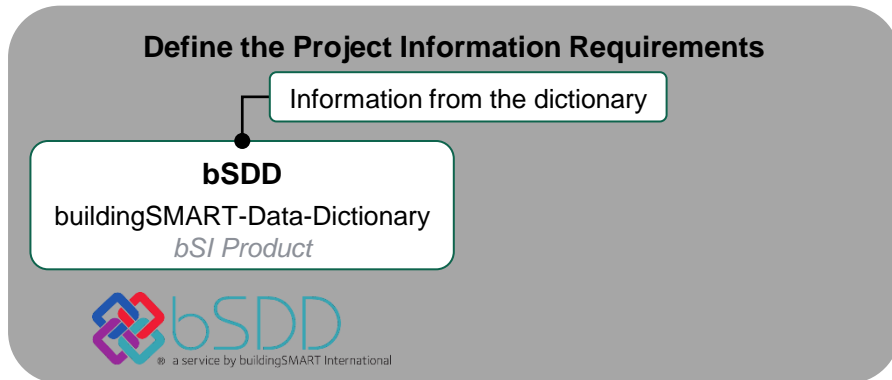 Define the Project Information Requirements
Information from the dictionary
bSDD
buildingSMART-Data-Dictionary
bSI Product
bSDD
® a service by buildingSMART International